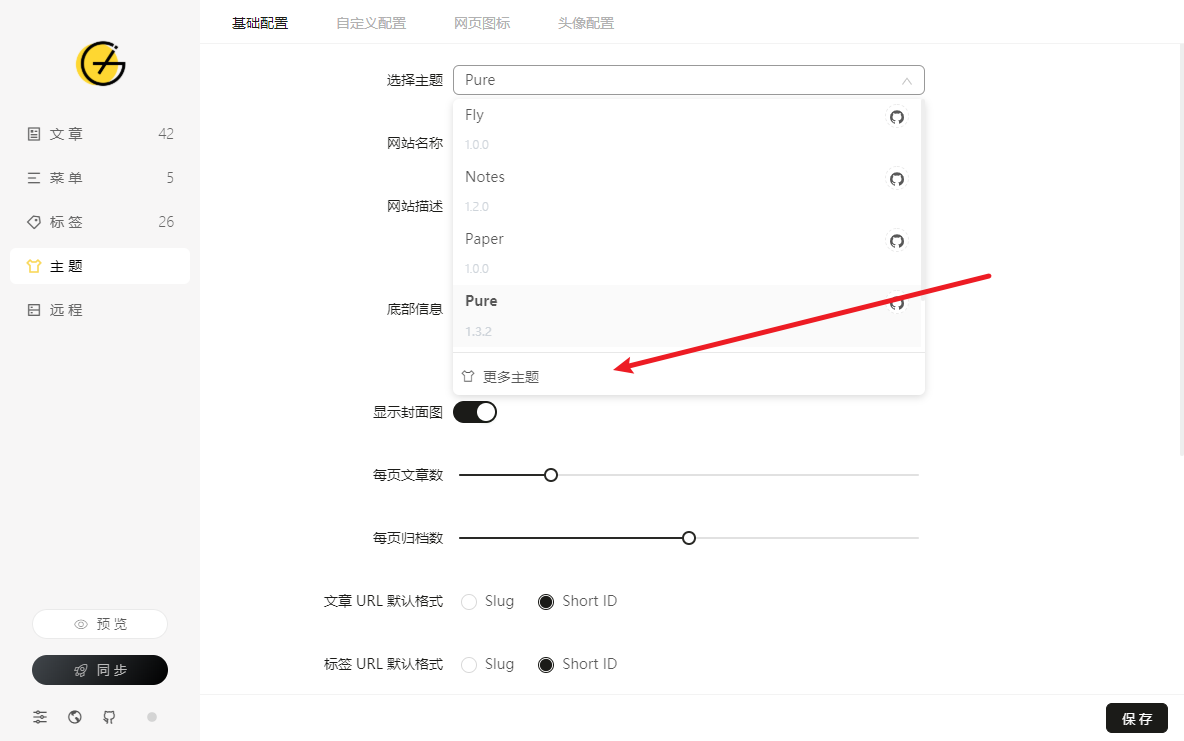 基础配置 自定义配置 网页图标 头像配置
文章 42
菜单 5
标签 26
主题
远程
预览
同步
选择主题 Pure
Fly
1.0.0
网站名称
Notes
网站描述 1.2.0
Paper
1.0.0
底部信息 Pure
1.3.2
更多主题
显示封面图
每页文章数
每页归档数
文章 URL 默认格式 Slug Short ID
标签 URL 默认格式 Slug Short ID
保存